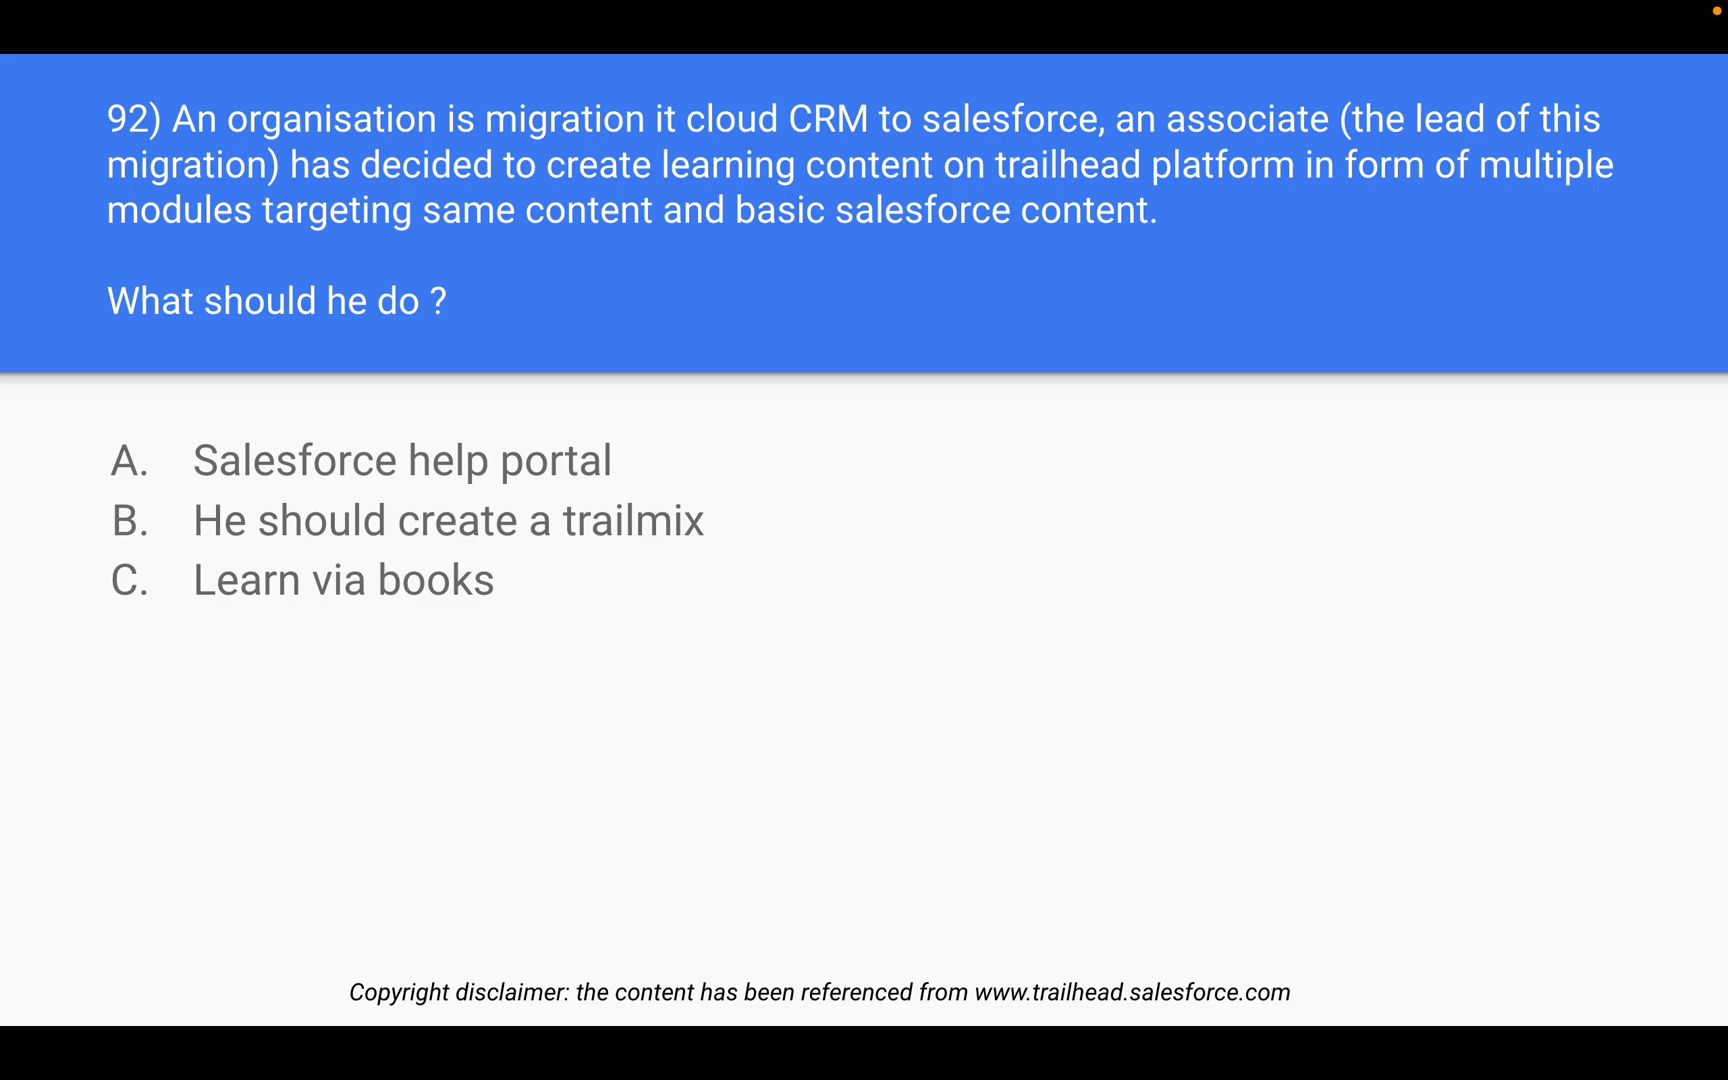 92) An organisation is migration it cloud CRM to salesforce, an associate (the lead of this
migration) has decided to create learning content on trailhead platform in form of multiple
modules targeting same content and basic salesforce content.
What should he do ?
A. Salesforce help portal
B. He should create a trailmix
C. Learn via books
Copyright disclaimer: the content has been referenced from www.trailhead.salesforce.com